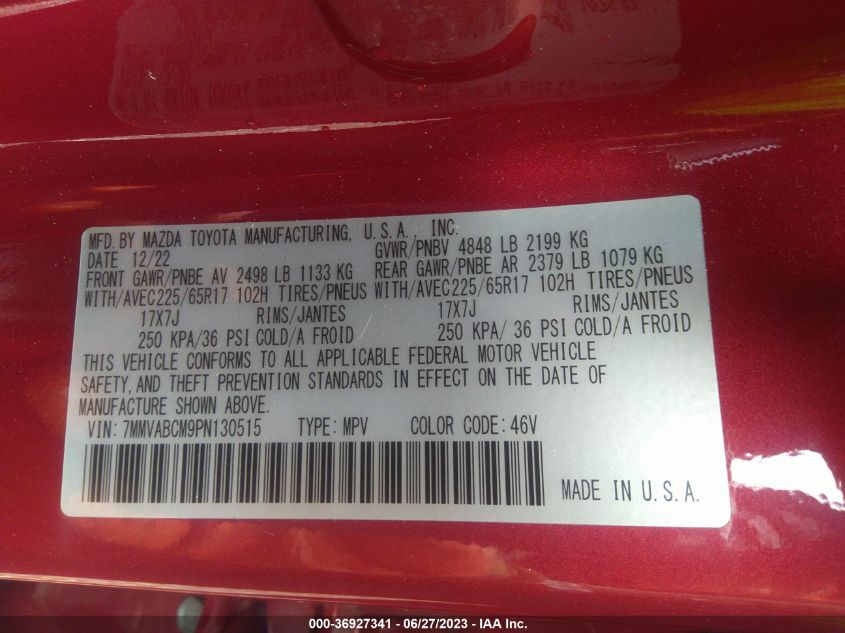 MFD. BY MAZDA TOYOTA MANUFACTURING, U.S.A., INC.
DATE 12/22 GVWR/PNBV 4848 LB 2199 KG
FRONT GAWR/PNBE AV 2498 LB 1133 KG REAR GAWR/PNBE AR 2379 LB 1079 KG
WITH/AVEC225/65R17 102H TIRES/PNEUS WITH/AVEC225/65R17 102H TIRES/PNEUS
17X7J RIMS/JANTES 17X7J RIMS/JANTES
250 KPA/36 PSI COLD/A FROID 250 KPA/ 36 PSI COLD/A FROID
THIS VEHICLE CONFORMS TO ALL APPLICABLE FEDERAL MOTOR VEHICLE
SAFETY, AND THEFT PREVENTION STANDARDS IN EFFECT ON THE DATE OF
MANUFACTURE SHOWN ABOVE.
VIN: 7MMVABCM9PN130515 TYPE: MPV COLOR CODE: 46V
MADE IN U.S.A.
000-36927341 - 06/27/2023 - IAA Inc.